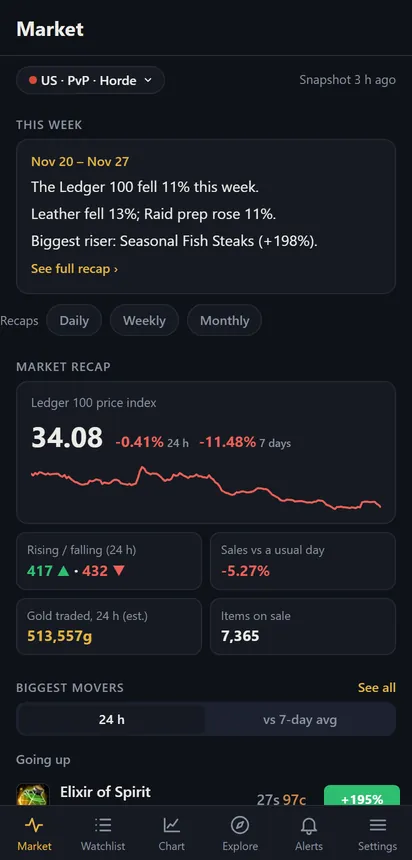 Market
US · PvP · Horde
Snapshot 3 h ago
THIS WEEK
Nov 20 – Nov 27
The Ledger 100 fell 11% this week.
Leather fell 13%; Raid prep rose 11%.
Biggest riser: Seasonal Fish Steaks (+198%).
See full recap ›
Recaps Daily Weekly Monthly
MARKET RECAP
Ledger 100 price index
34.08 -0.41% 24 h -11.48% 7 days
Rising / falling (24 h)
417 ▲ · 432 ▼
Sales vs a usual day
-5.27%
Gold traded, 24 h (est.)
513,557g
Items on sale
7,365
BIGGEST MOVERS See all
24 h vs 7-day avg
Going up
Elixir of Spirit 27s 97c +195%
Market Watchlist Chart Explore Alerts Settings